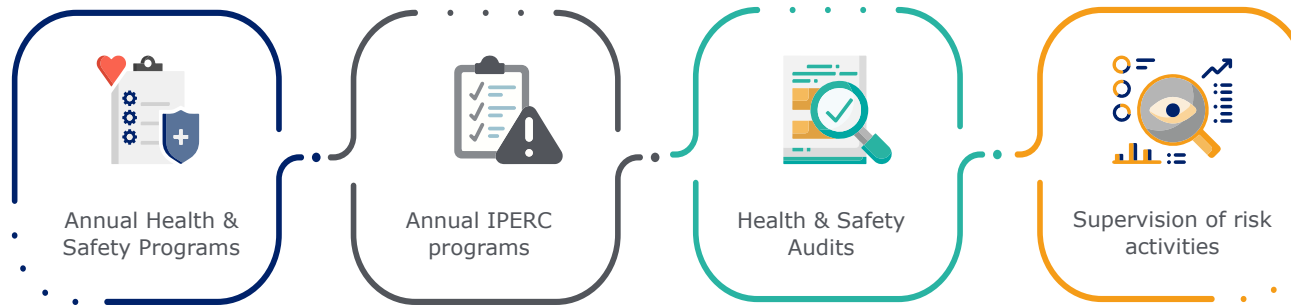 Annual Health &
Safety Programs
Annual IPERC
programs
Health & Safety
Audits
Supervision of risk
activities